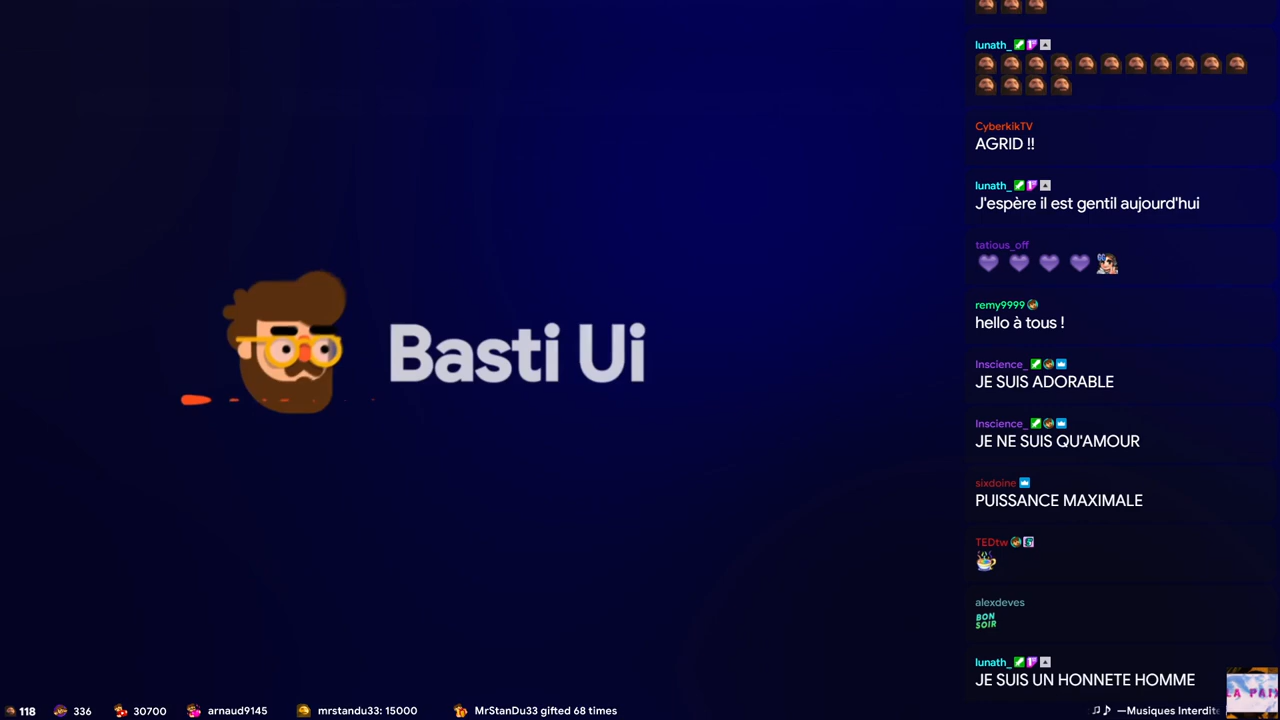 Basti Ui
lunath_
CyberkikTV
AGRID !!
lunath_
J'espère il est gentil aujourd'hui
tatious_off
remy9999
hello à tous !
Inscience_
JE SUIS ADORABLE
Inscience_
JE NE SUIS QU'AMOUR
sixdoine
PUISSANCE MAXIMALE
TEDtw
alexdeves
BON
SOIR
lunath_
JE SUIS UN HONNETE HOMME
LA PAI
118 336 30700 arnaud9145 mrstandu33: 15000 MrStanDu33 gifted 68 times —Musiques Interdit